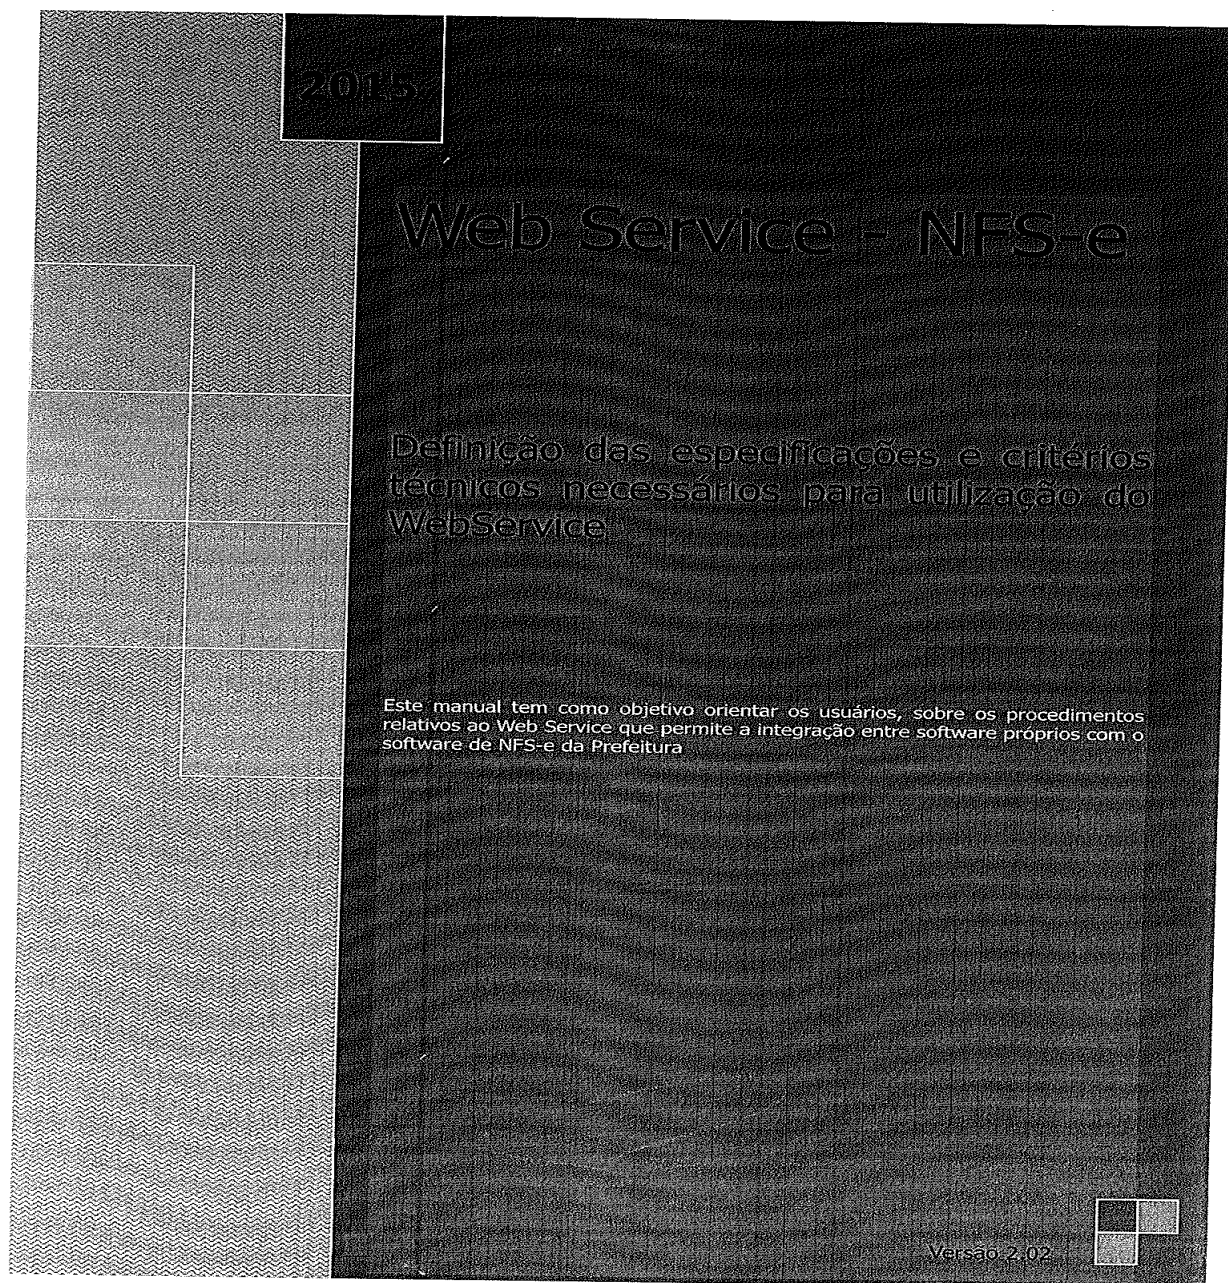 2015
Web Service - NFS-e
Definição das especificações e critérios
técnicos necessários para utilização do
WebService
Este manual tem como objetivo orientar os usuários, sobre os procedimentos
relativos ao Web Service que permite a integração entre software próprios com o
software de NFS-e da Prefeitura
Versão 2.02